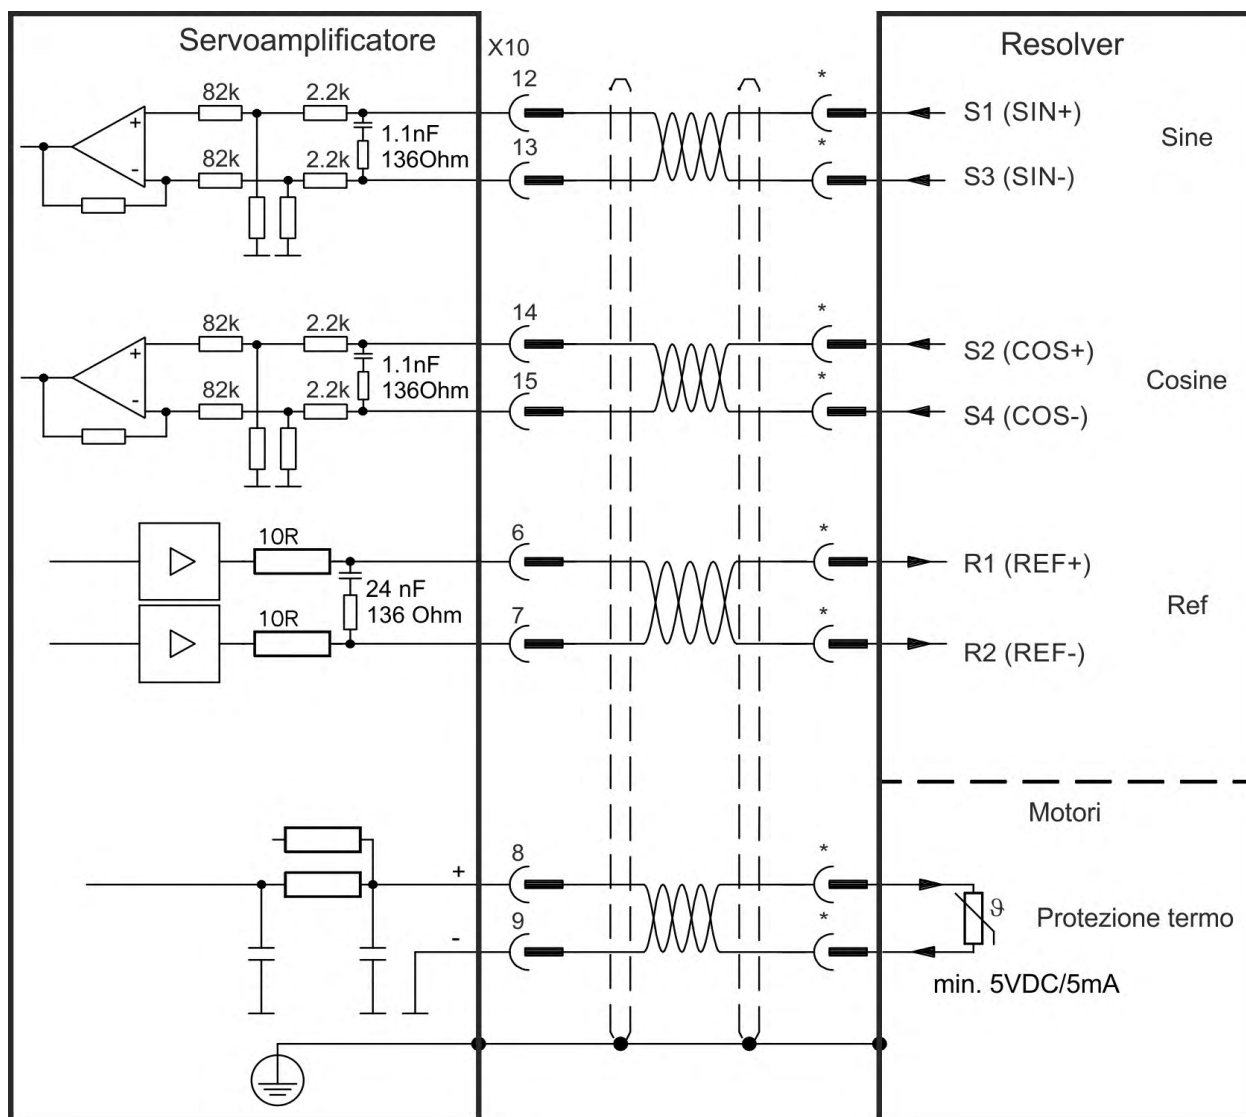 Servoamplificatore
X10
Resolver
82k
2.2k
12
*
S1 (SIN+)
+
1.1nF
136Ohm
Sine
82k
2.2k
13
*
S3 (SIN-)
-
82k
2.2k
14
*
S2 (COS+)
+
1.1nF
136Ohm
Cosine
82k
2.2k
15
*
S4 (COS-)
-
10R
6
*
R1 (REF+)
24 nF
136 Ohm
Ref
10R
7
*
R2 (REF-)
Motori
8
*
+
9
*
ϑ
Protezione termo
-
min. 5VDC/5mA